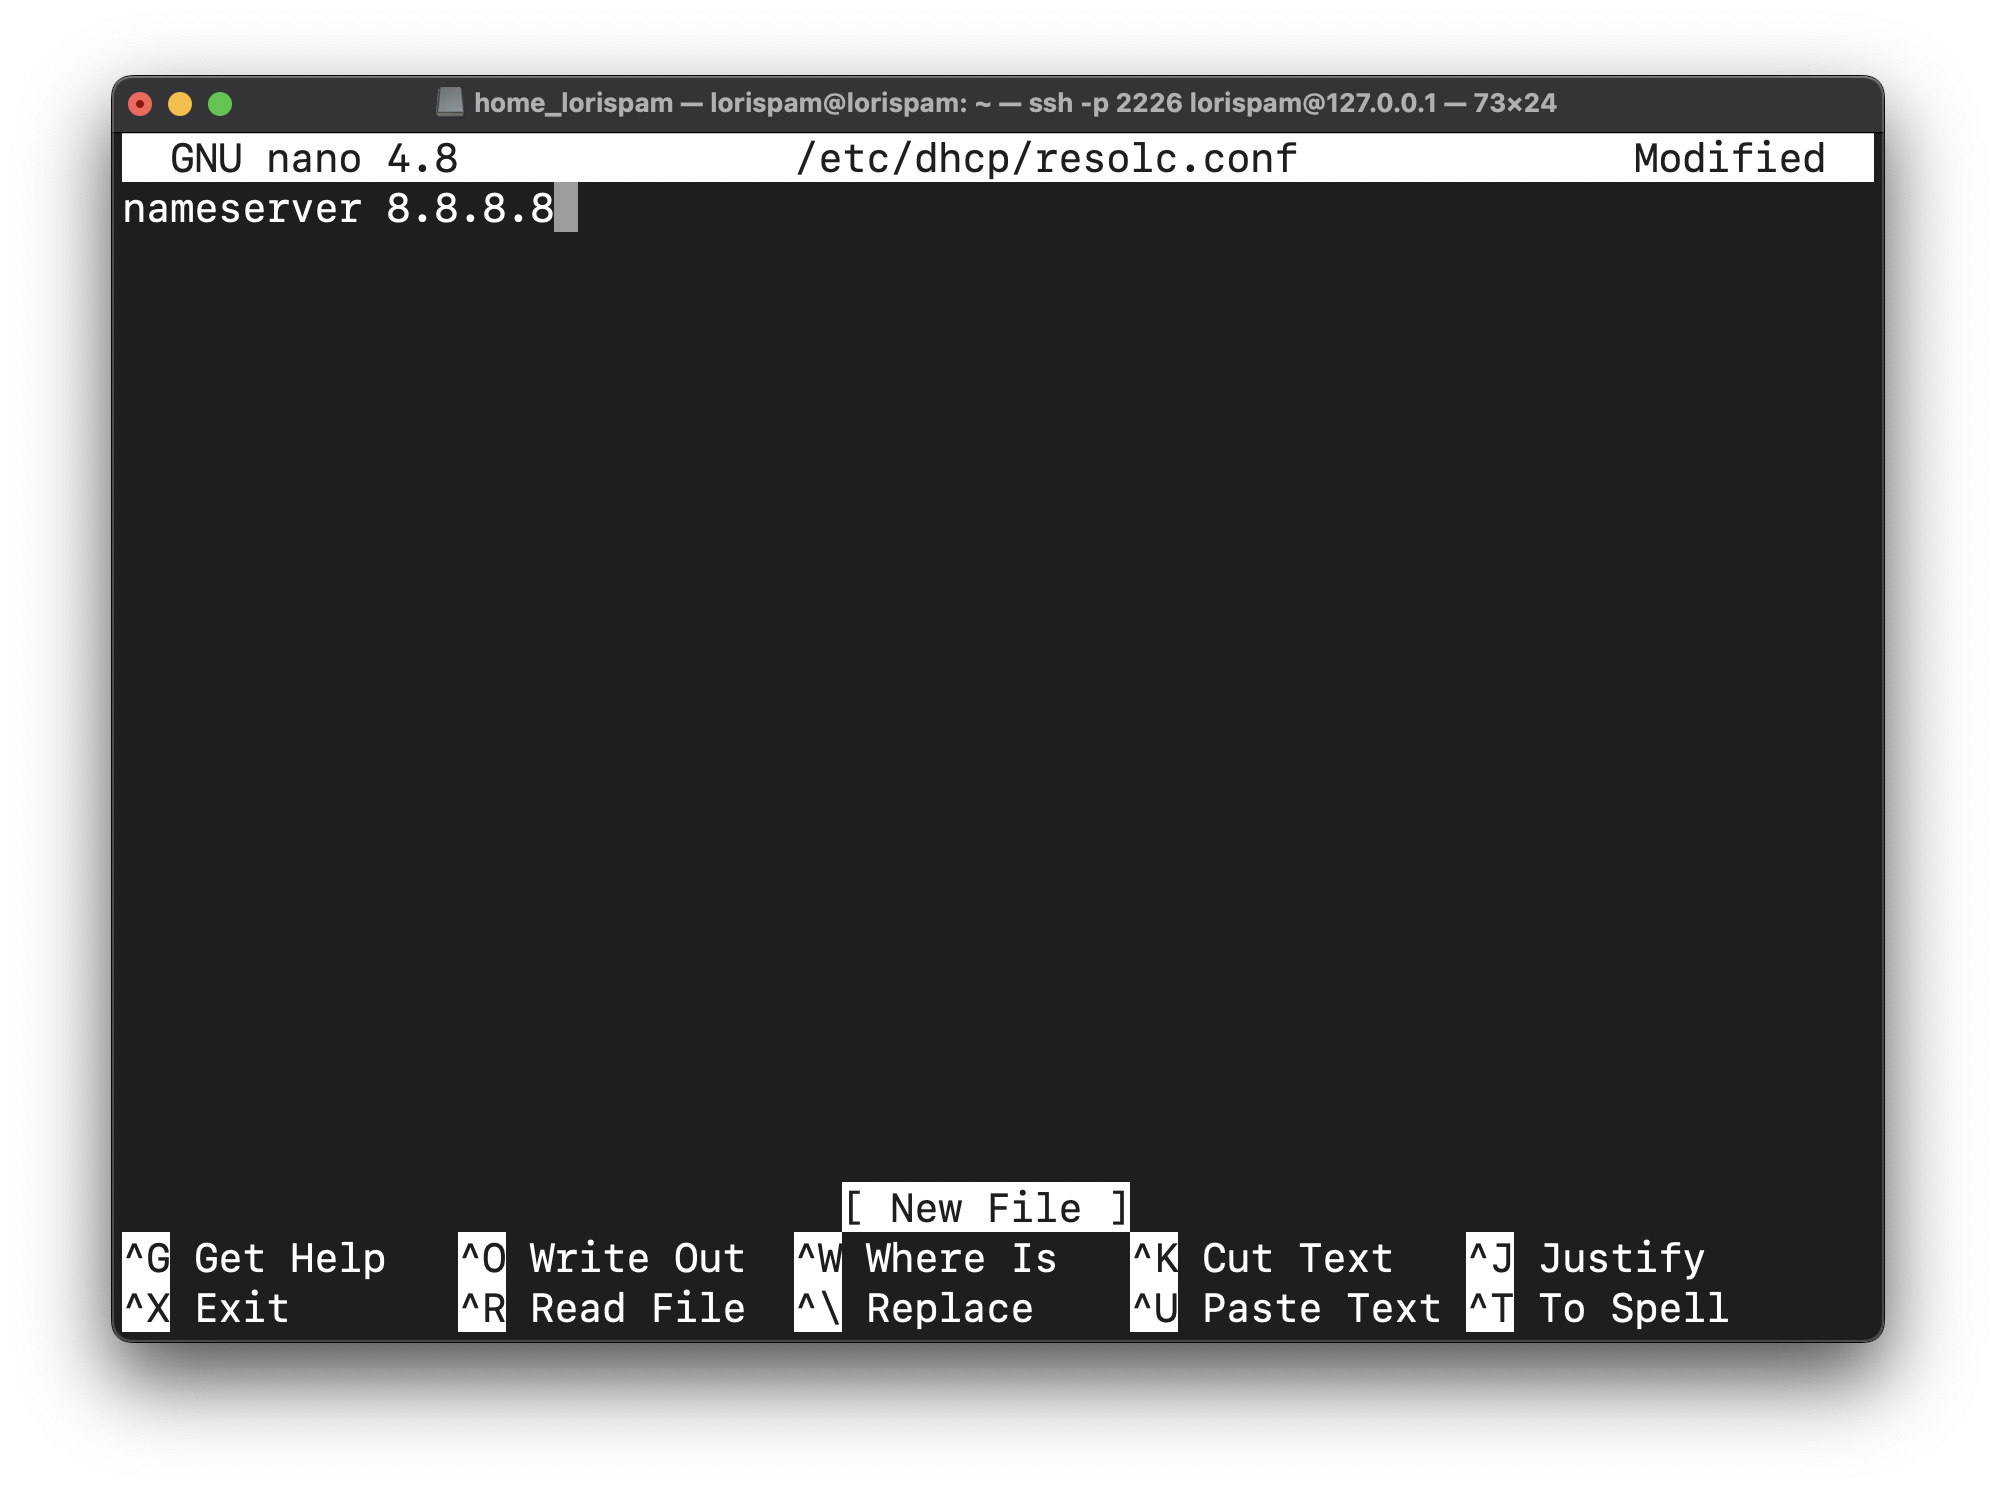 home_lorispam — lorispam@lorispam: ~ — ssh -p 2226 lorispam@127.0.0.1 — 73×24
GNU nano 4.8 /etc/dhcp/resolc.conf Modified
nameserver 8.8.8.8
[ New File ]
^G Get Help ^O Write Out ^W Where Is ^K Cut Text ^J Justify
^X Exit ^R Read File ^\ Replace ^U Paste Text ^T To Spell